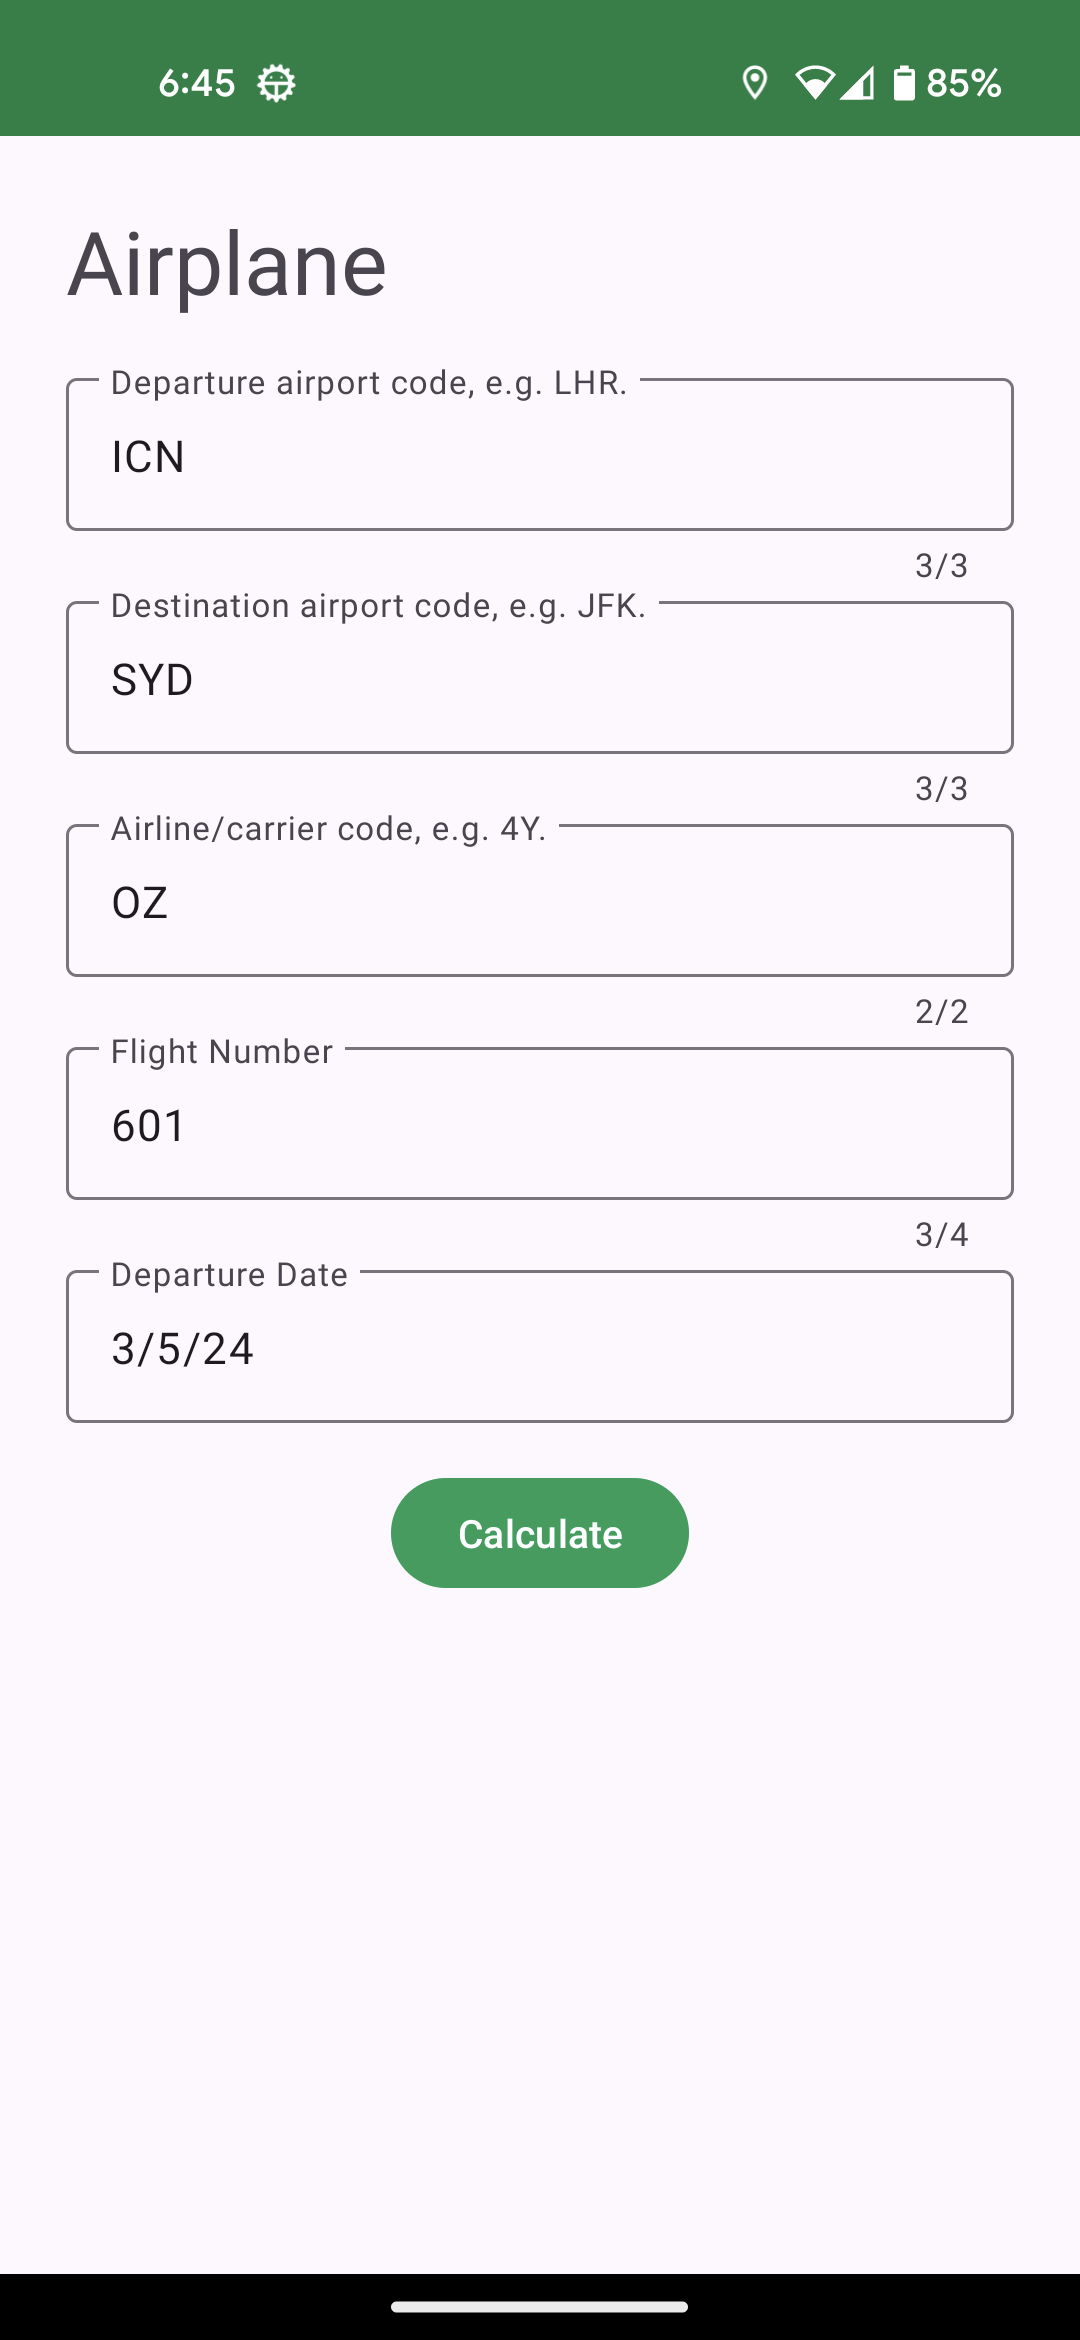 6:45
85%
Airplane
Departure airport code, e.g. LHR.
ICN
3/3
Destination airport code, e.g. JFK.
SYD
3/3
Airline/carrier code, e.g. 4Y.
OZ
2/2
Flight Number
601
3/4
Departure Date
3/5/24
Calculate